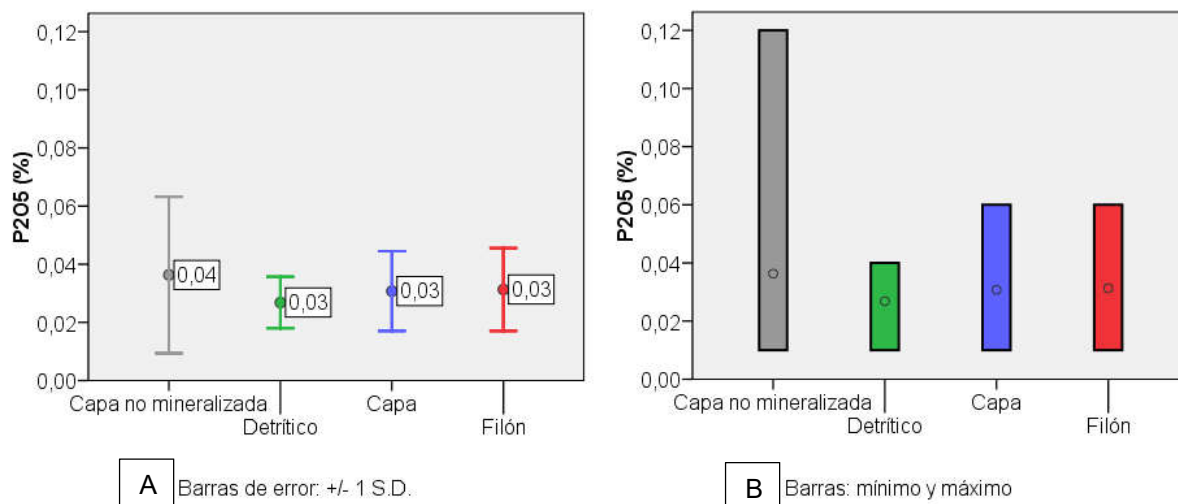 0,12
0,10
0,08
0,06
0,04
0,02
0,00
P2O5 (%)
0,04
0,03
0,03
0,03
Capa no mineralizada
Detrítico
Capa
Filón
A Barras de error: +/- 1 S.D.
0,12
0,10
0,08
0,06
0,04
0,02
0,00
P2O5 (%)
Capa no mineralizada
Detrítico
Capa
Filón
B Barras: mínimo y máximo